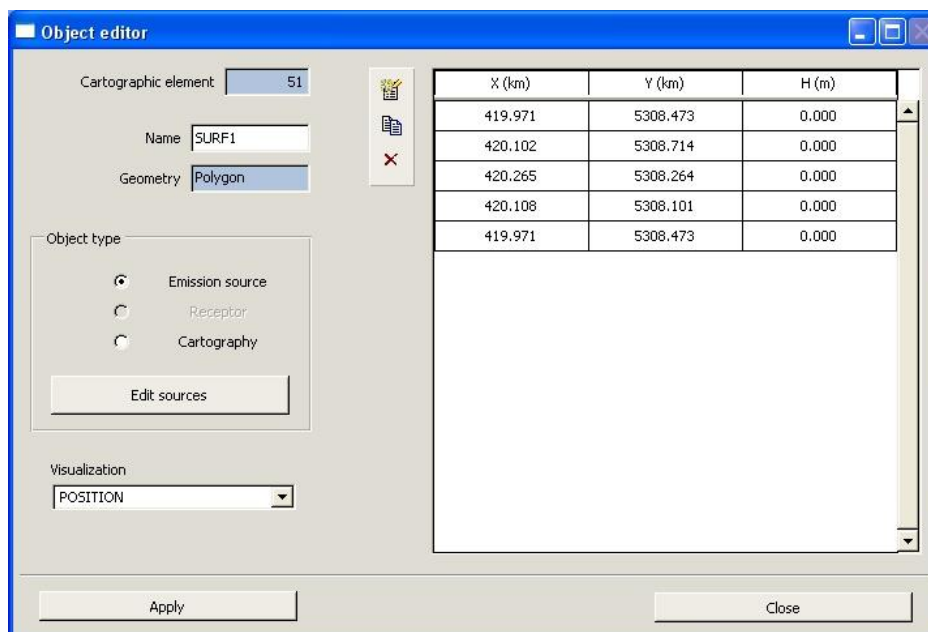 Object editor
Cartographic element 51
Name SURF1
Geometry Polygon
Object type
Emission source
Receptor
Cartography
Edit sources
Visualization
POSITION
X (km) Y (km) H (m)
419.971 5308.473 0.000
420.102 5308.714 0.000
420.265 5308.264 0.000
420.108 5308.101 0.000
419.971 5308.473 0.000
Apply Close